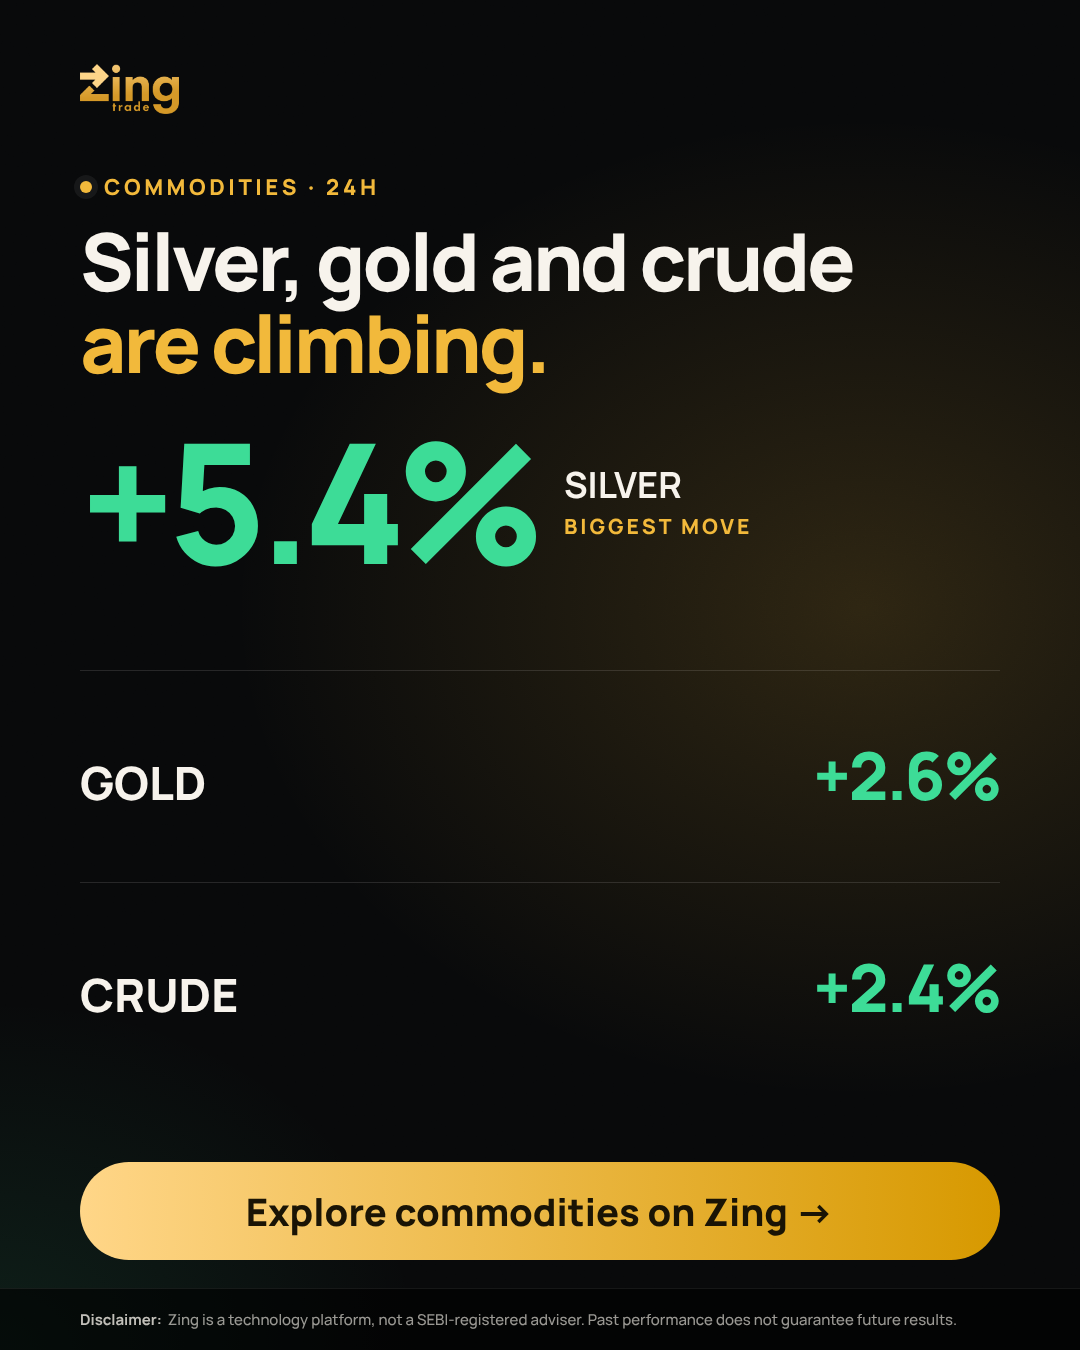 Zing
trade
COMMODITIES · 24H
Silver, gold and crude
are climbing.
+5.4%
SILVER
BIGGEST MOVE
GOLD
+2.6%
CRUDE
+2.4%
Explore commodities on Zing →
Disclaimer: Zing is a technology platform, not a SEBI-registered adviser. Past performance does not guarantee future results.